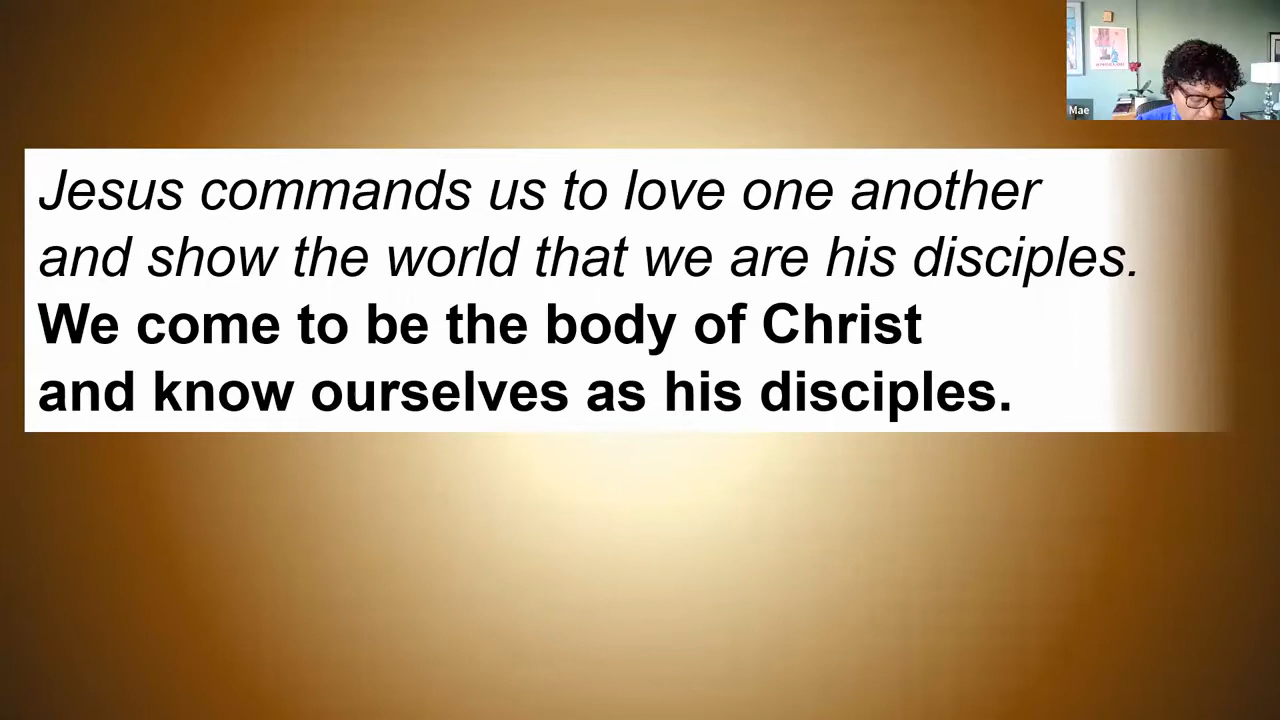 Mae
Jesus commands us to love one another
and show the world that we are his disciples.
We come to be the body of Christ
and know ourselves as his disciples.